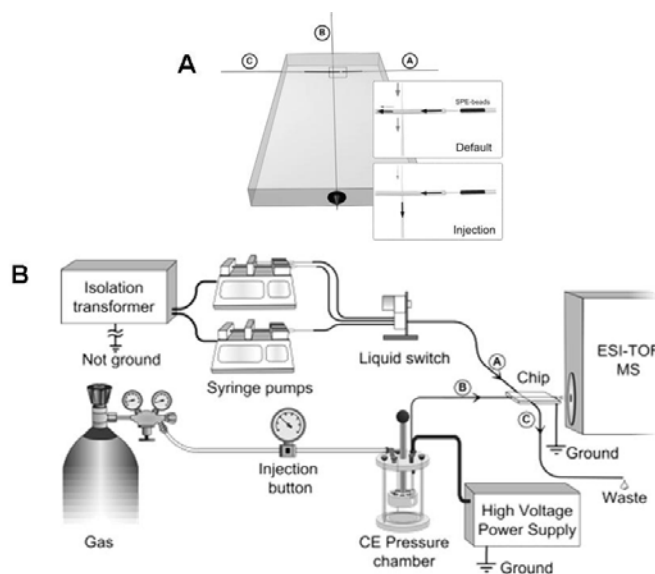 B
C
A
A
SPE-beads
Default
Injection
B
Isolation
transformer
Not ground
Syringe pumps
Liquid switch
ESI-TOF
MS
A
Chip
B
C
Ground
Waste
Injection
button
Gas
CE Pressure
chamber
High Voltage
Power Supply
Ground